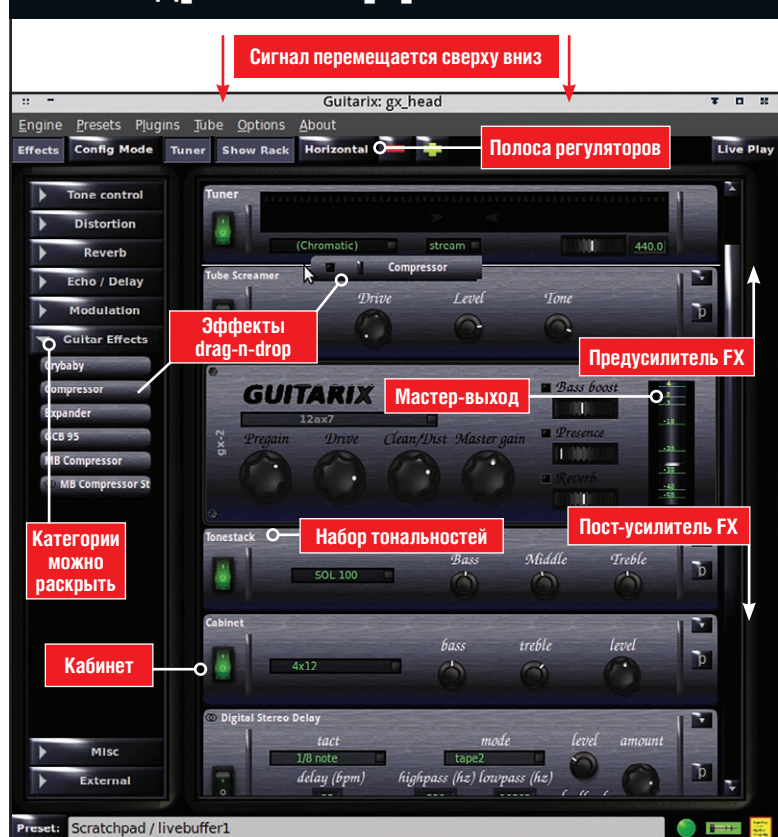 Сигнал перемещается сверху вниз
Guitarix: gx_head
Engine Presets Plugins Tube Options About
Effects Config Mode Tuner Show Rack Horizontal Полоса регуляторов Live Play
Tone control
Distortion
Reverb
Echo / Delay
Modulation
Guitar Effects
Crybaby
Compressor
Expander
GCB 95
MB Compressor
MB Compressor St
Misc
External
Эффекты
drag-n-drop
Категории
можно
раскрыть
Кабинет
Tuner
(Chromatic) stream 440.0
Compressor
Tube Screamer
Drive Level Tone
Предусилитель FX
GUITARIX
Мастер-выход
Bass boost
12ax7
gx-2
Pregain Drive Clean/Dist Master gain
Presence
Reverb
Пост-усилитель FX
Tonestack
Набор тональностей
SOL 100
Bass Middle Treble
p
Cabinet
4x12
bass treble level
p
Digital Stereo Delay
tact mode level amount
1/8 note tape2
delay (bpm) highpass (hz) lowpass (hz)
p
Preset: Scratchpad / livebuffer1